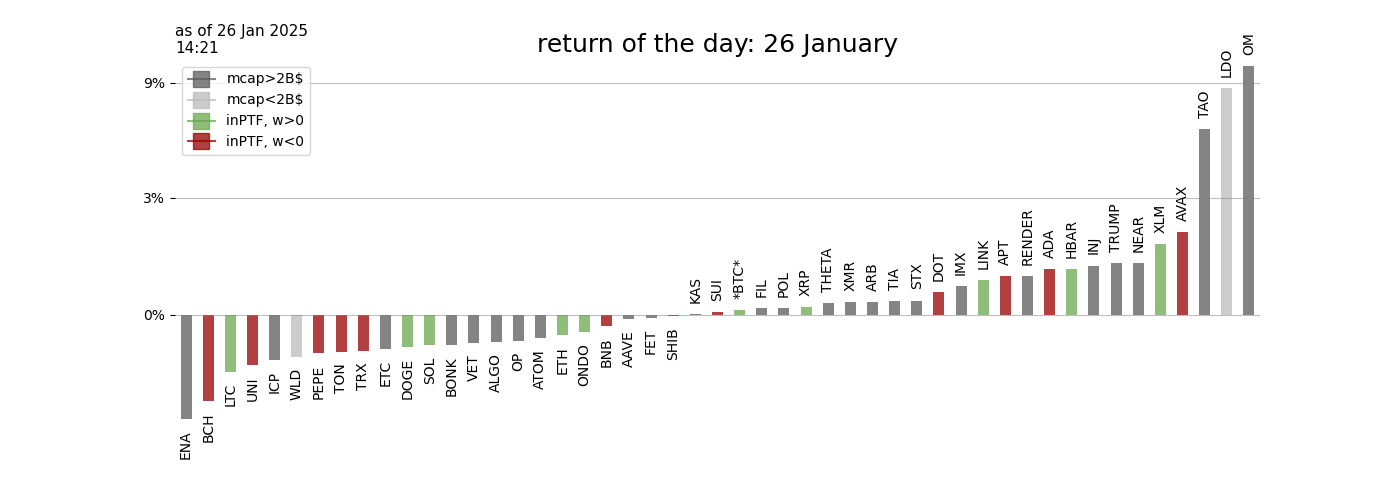 as of 26 Jan 2025
14:21
return of the day: 26 January
mcap>2B$
mcap<2B$
inPTF, w>0
inPTF, w<0
9%
3%
0%
ENA
BCH
LTC
UNI
ICP
WLD
PEPE
TON
TRX
ETC
DOGE
SOL
BONK
VET
ALGO
OP
ATOM
ETH
ONDO
BNB
AAVE
FET
SHIB
KAS
SUI
*BTC*
FIL
POL
XRP
THETA
XMR
ARB
TIA
STX
DOT
IMX
LINK
APT
RENDER
ADA
HBAR
INJ
TRUMP
NEAR
XLM
AVAX
TAO
LDO
OM